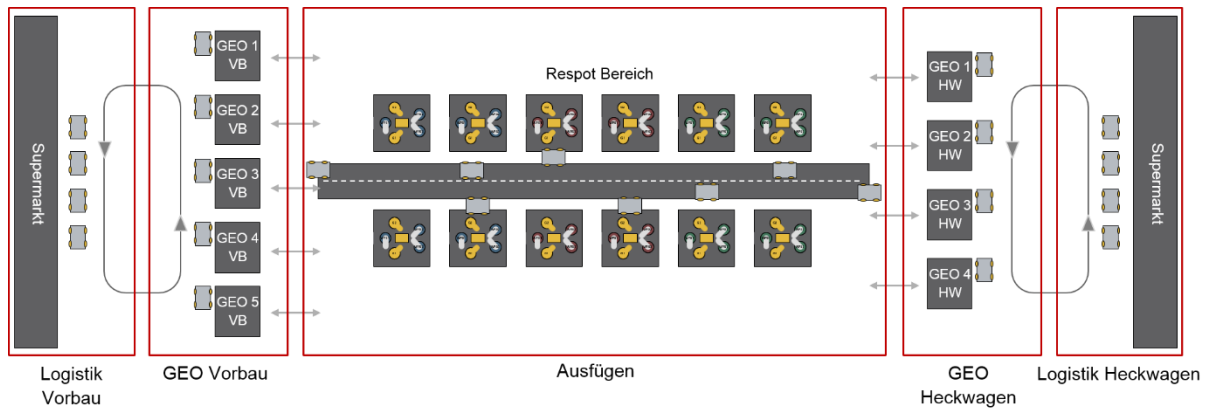 Supermarkt
GEO 1
VB
GEO 2
VB
GEO 3
VB
GEO 4
VB
GEO 5
VB
Respot Bereich
GEO 1
HW
GEO 2
HW
GEO 3
HW
GEO 4
HW
Supermarkt
Logistik
Vorbau
GEO Vorbau
Ausfügen
GEO
Heckwagen
Logistik Heckwagen